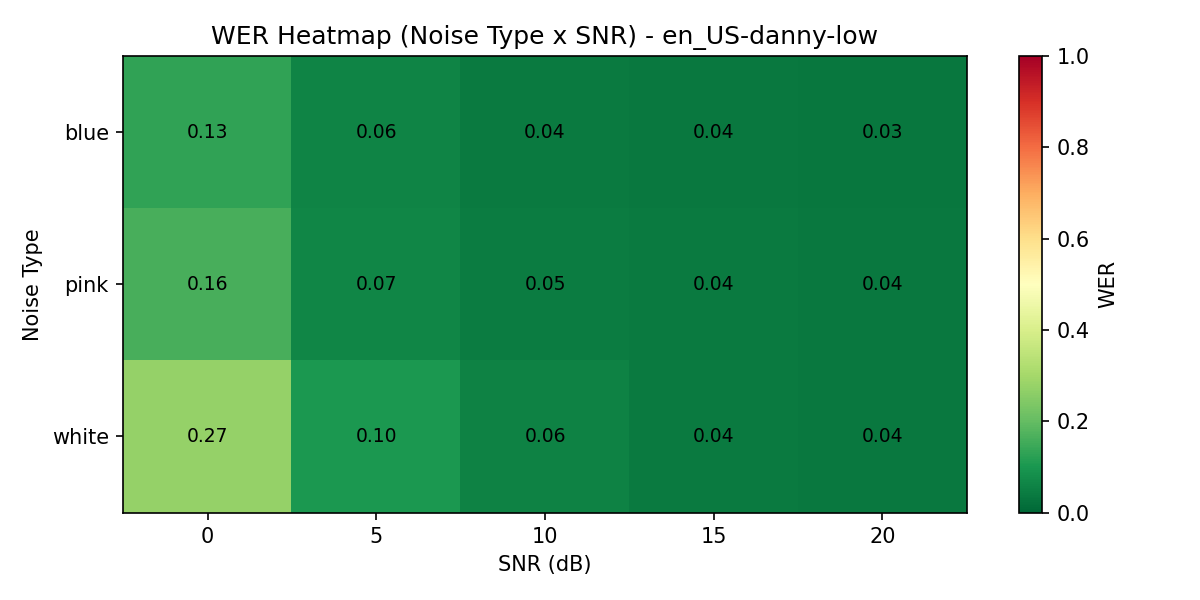 WER Heatmap (Noise Type x SNR) - en_US-danny-low
Noise Type
blue
0.13 0.06 0.04 0.04 0.03
pink
0.16 0.07 0.05 0.04 0.04
white
0.27 0.10 0.06 0.04 0.04
0 5 10 15 20
SNR (dB)
1.0
0.8
0.6
0.4
0.2
0.0
WER